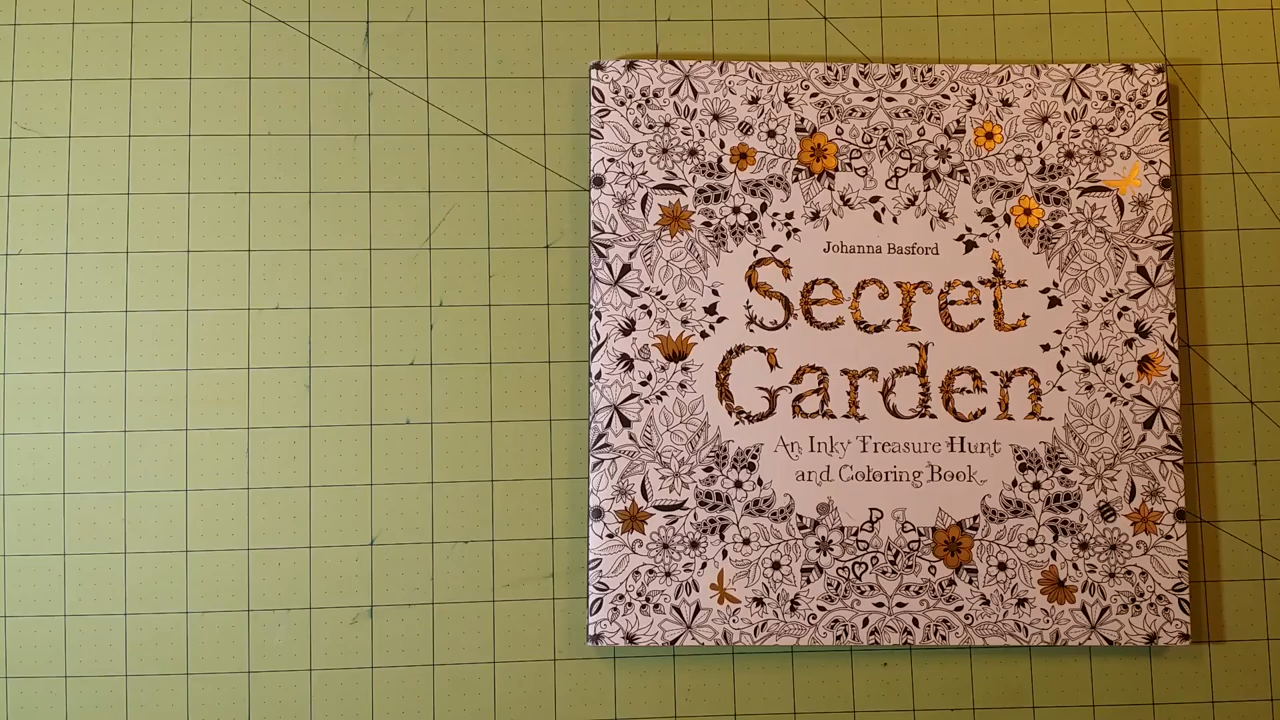 Johanna Basford
Secret
Garden
An Inky Treasure Hunt
and Coloring Book